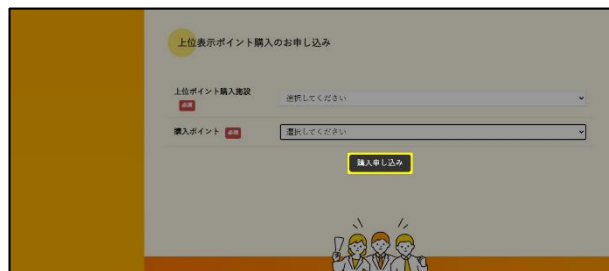 上位表示ポイント購入のお申し込み
上位ポイント購入施設
必須
選択してください
購入ポイント 必須
選択してください
購入申し込み